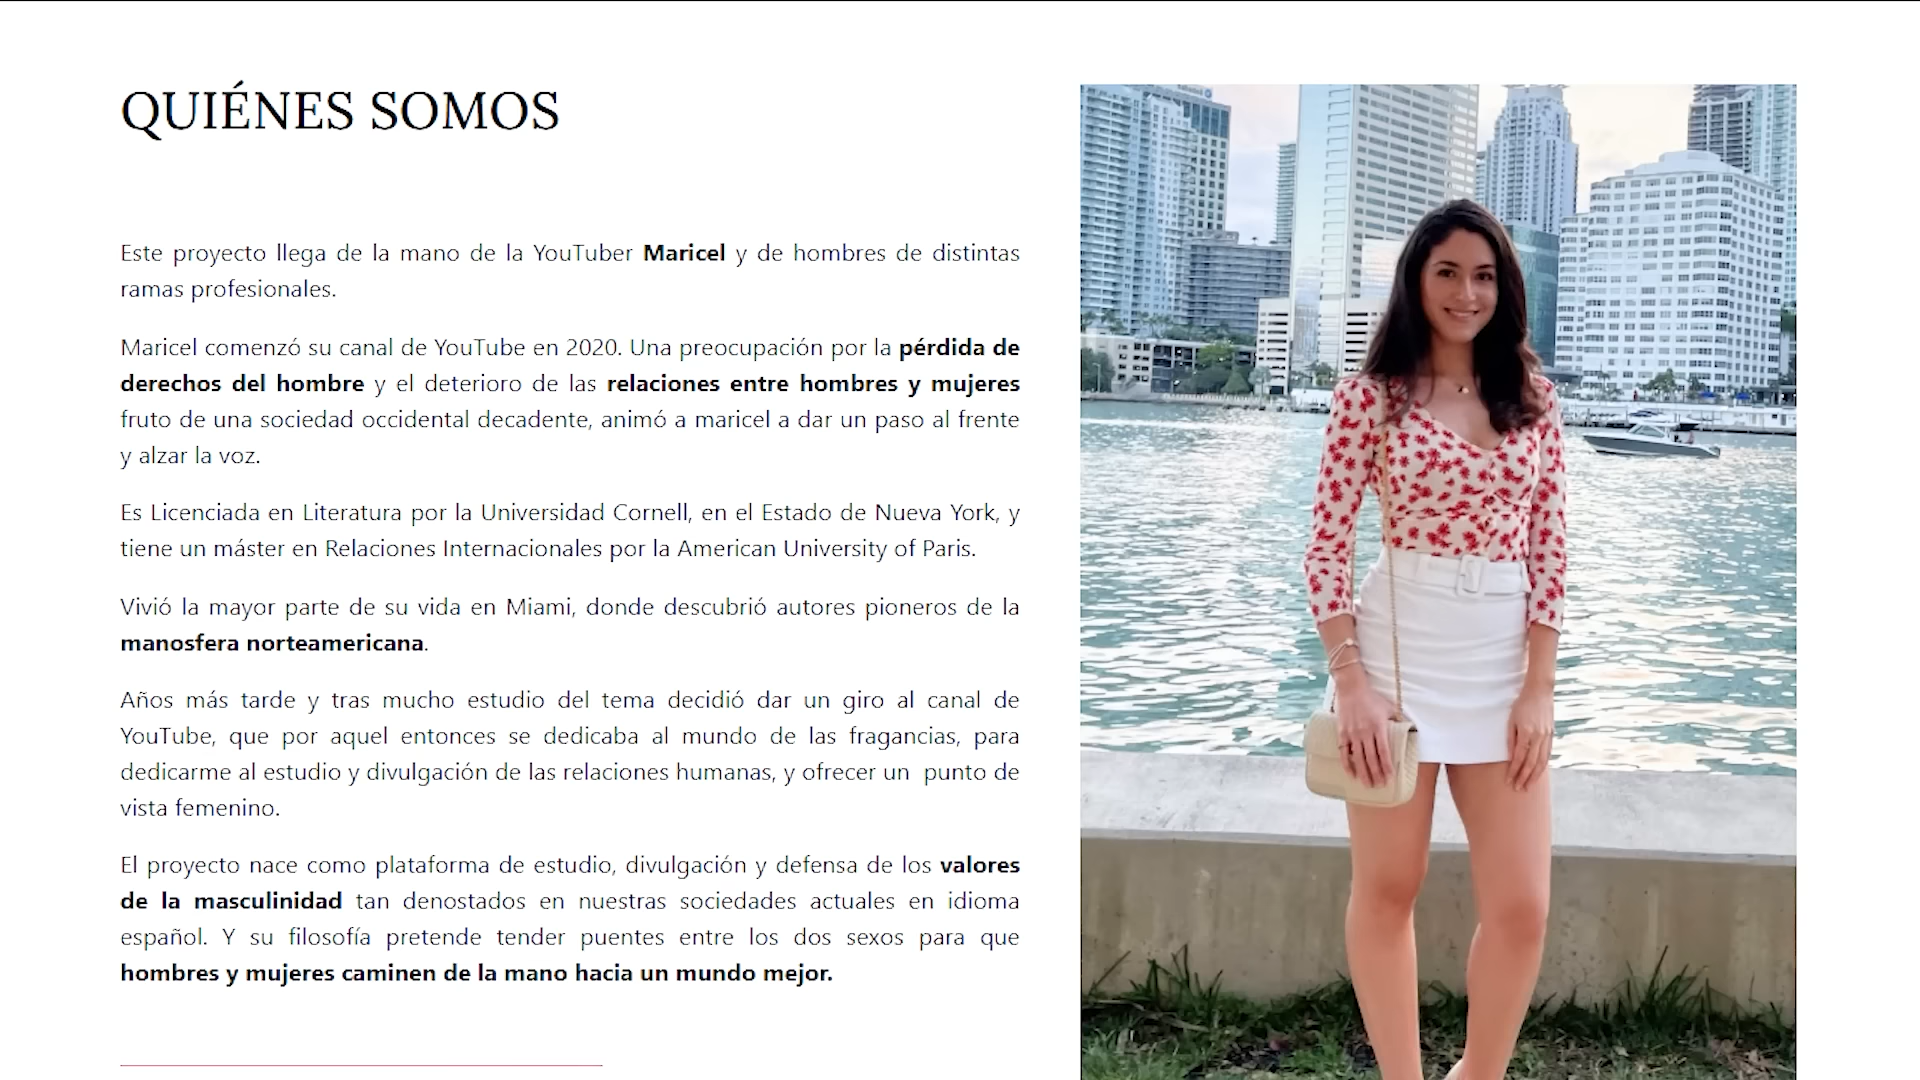 QUIÉNES SOMOS
Este proyecto llega de la mano de la YouTuber Maricel y de hombres de distintas
ramas profesionales.
Maricel comenzó su canal de YouTube en 2020. Una preocupación por la pérdida de
derechos del hombre y el deterioro de las relaciones entre hombres y mujeres
fruto de una sociedad occidental decadente, animó a maricel a dar un paso al frente
y alzar la voz.
Es Licenciada en Literatura por la Universidad Cornell, en el Estado de Nueva York, y
tiene un máster en Relaciones Internacionales por la American University of Paris.
Vivió la mayor parte de su vida en Miami, donde descubrió autores pioneros de la
manosfera norteamericana.
Años más tarde y tras mucho estudio del tema decidió dar un giro al canal de
YouTube, que por aquel entonces se dedicaba al mundo de las fragancias, para
dedicarme al estudio y divulgación de las relaciones humanas, y ofrecer un punto de
vista femenino.
El proyecto nace como plataforma de estudio, divulgación y defensa de los valores
de la masculinidad tan denostados en nuestras sociedades actuales en idioma
español. Y su filosofía pretende tender puentes entre los dos sexos para que
hombres y mujeres caminen de la mano hacia un mundo mejor.